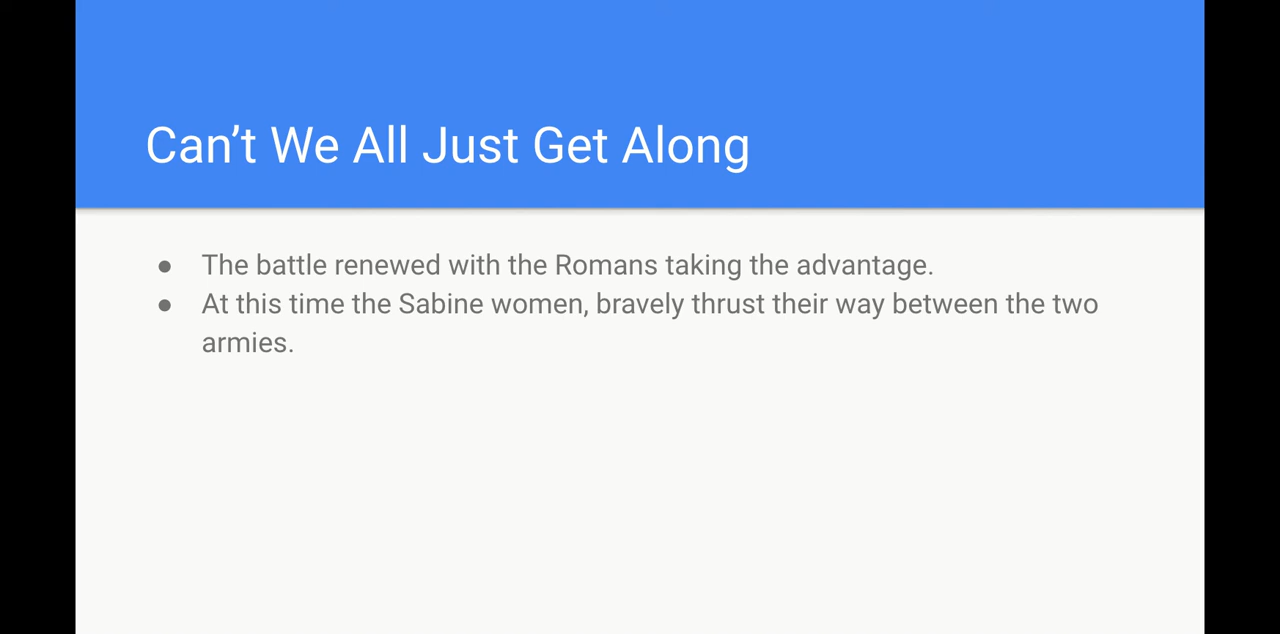 Can’t We All Just Get Along
● The battle renewed with the Romans taking the advantage.
● At this time the Sabine women, bravely thrust their way between the two
armies.